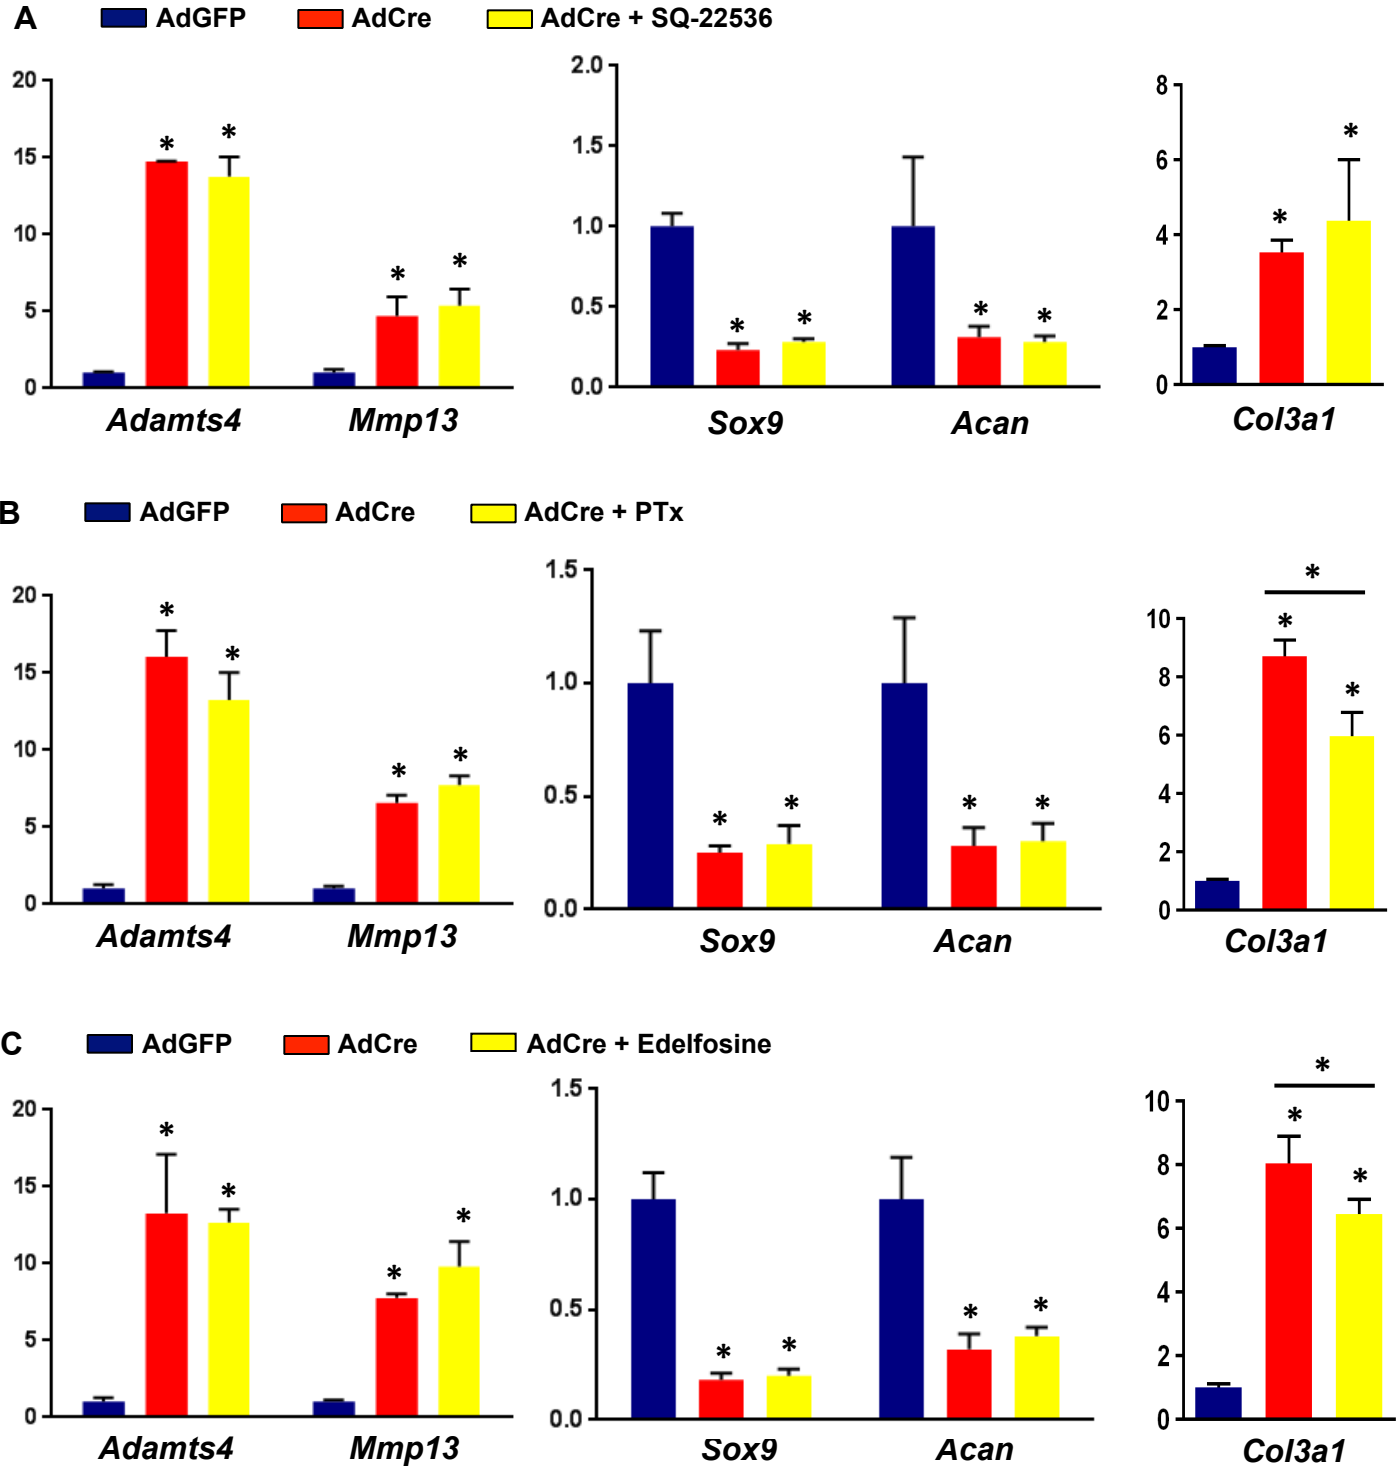 A AdGFP AdCre AdCre + SQ-22536
20
15
10
5
0
* * * *
Adamts4 Mmp13
2.0
1.5
1.0
0.5
0.0
* * * *
Sox9 Acan
8
6
4
2
0
* *
Col3a1
B AdGFP AdCre AdCre + PTx
20
15
10
5
0
* * * *
Adamts4 Mmp13
1.5
1.0
0.5
0.0
* * * *
Sox9 Acan
10
8
6
4
2
0
*
* *
Col3a1
C AdGFP AdCre AdCre + Edelfosine
20
15
10
5
0
* * * *
Adamts4 Mmp13
1.5
1.0
0.5
0.0
* * * *
Sox9 Acan
10
8
6
4
2
0
*
* *
Col3a1